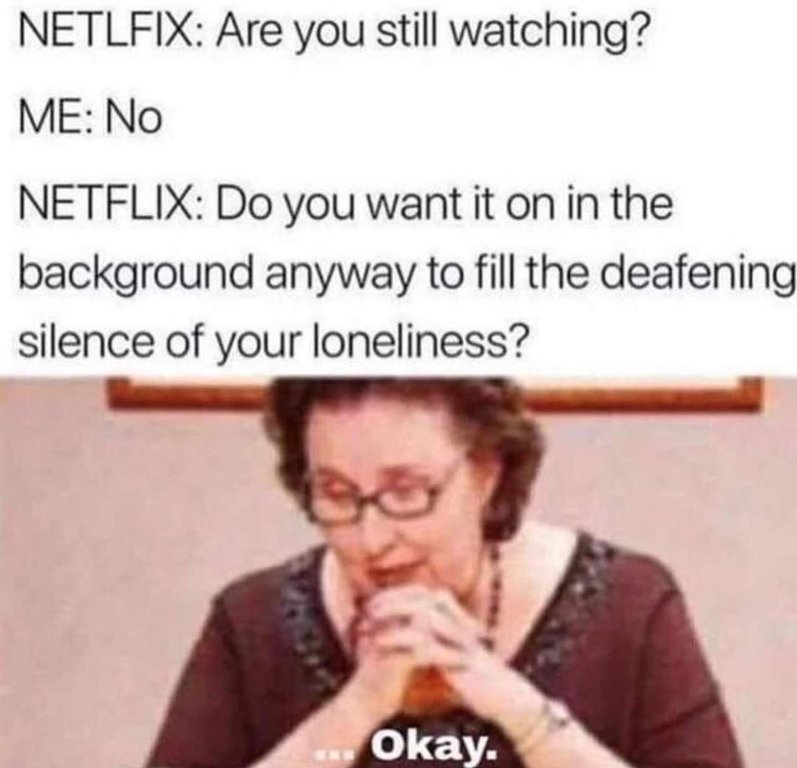 NETLFIX: Are you still watching?
ME: No
NETFLIX: Do you want it on in the
background anyway to fill the deafening
silence of your loneliness?
... Okay.